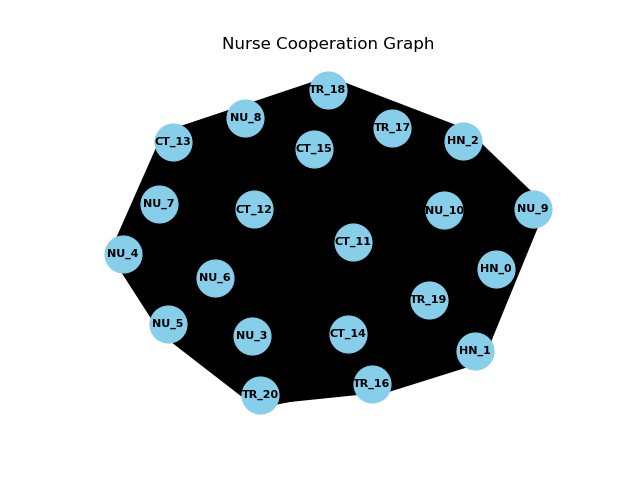 Nurse Cooperation Graph
TR_18
NU_8
TR_17
CT_13
HN_2
CT_15
NU_7
CT_12
NU_10
NU_9
CT_11
NU_4
HN_0
NU_6
TR_19
NU_5
NU_3
CT_14
HN_1
TR_16
TR_20